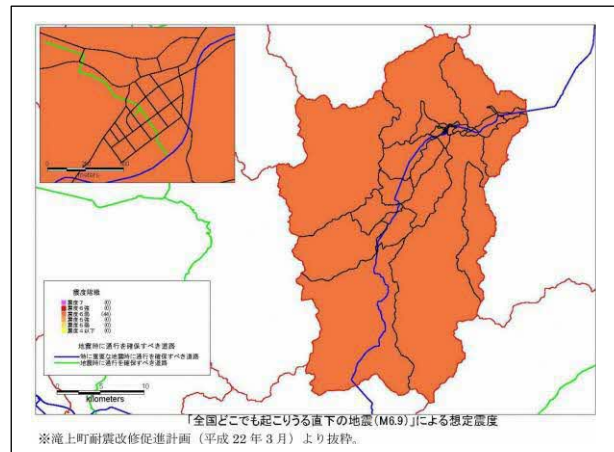 震度階級
震度7 (0)
震度6強 (0)
震度6弱 (46)
震度5強 (0)
震度5弱 (0)
震度4以下 (0)
地震時に通行を確保すべき道路
特に重要な地震時に通行を確保すべき道路
地震時に通行を確保すべき道路
kilometers
「全国どこでも起こりうる直下の地震(M6.9)」による想定震度
※滝上町耐震改修促進計画(平成22年3月)より抜粋。